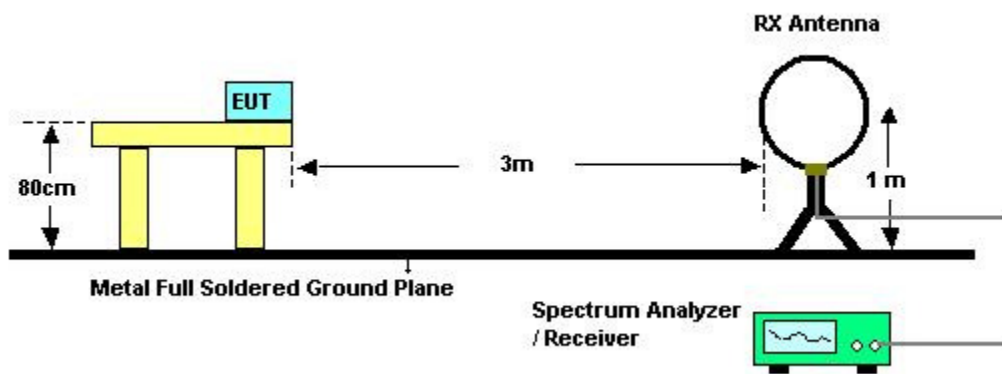 RX Antenna
EUT
3m
80cm
1 m
Metal Full Soldered Ground Plane
Spectrum Analyzer
/ Receiver